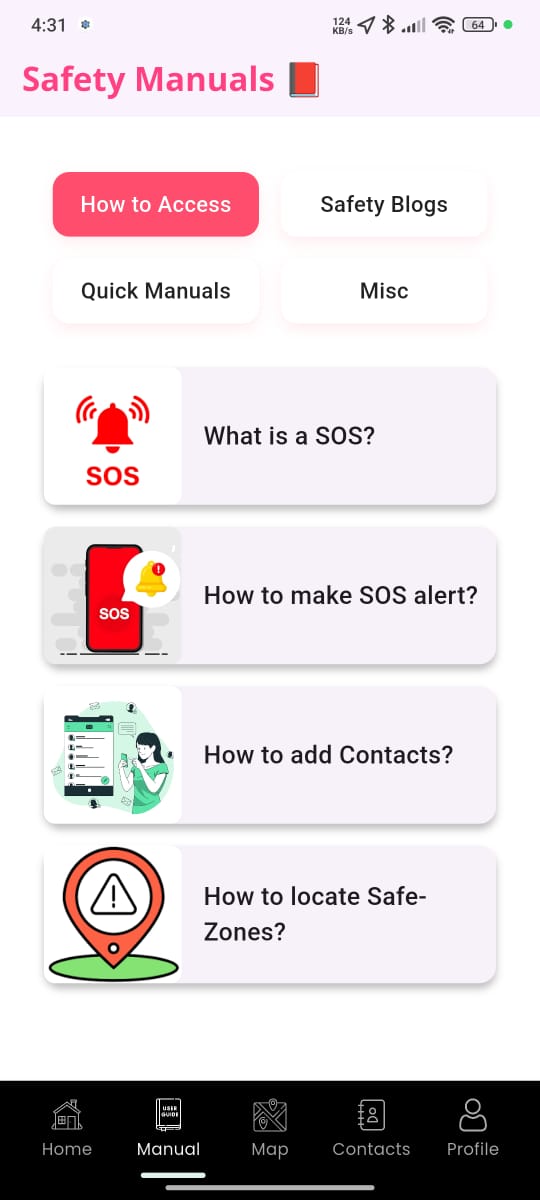 4:31 124 KB/s 64
Safety Manuals
How to Access Safety Blogs
Quick Manuals Misc
SOS
What is a SOS?
SOS
How to make SOS alert?
How to add Contacts?
How to locate Safe-
Zones?
USER
GUIDE
Home Manual Map Contacts Profile